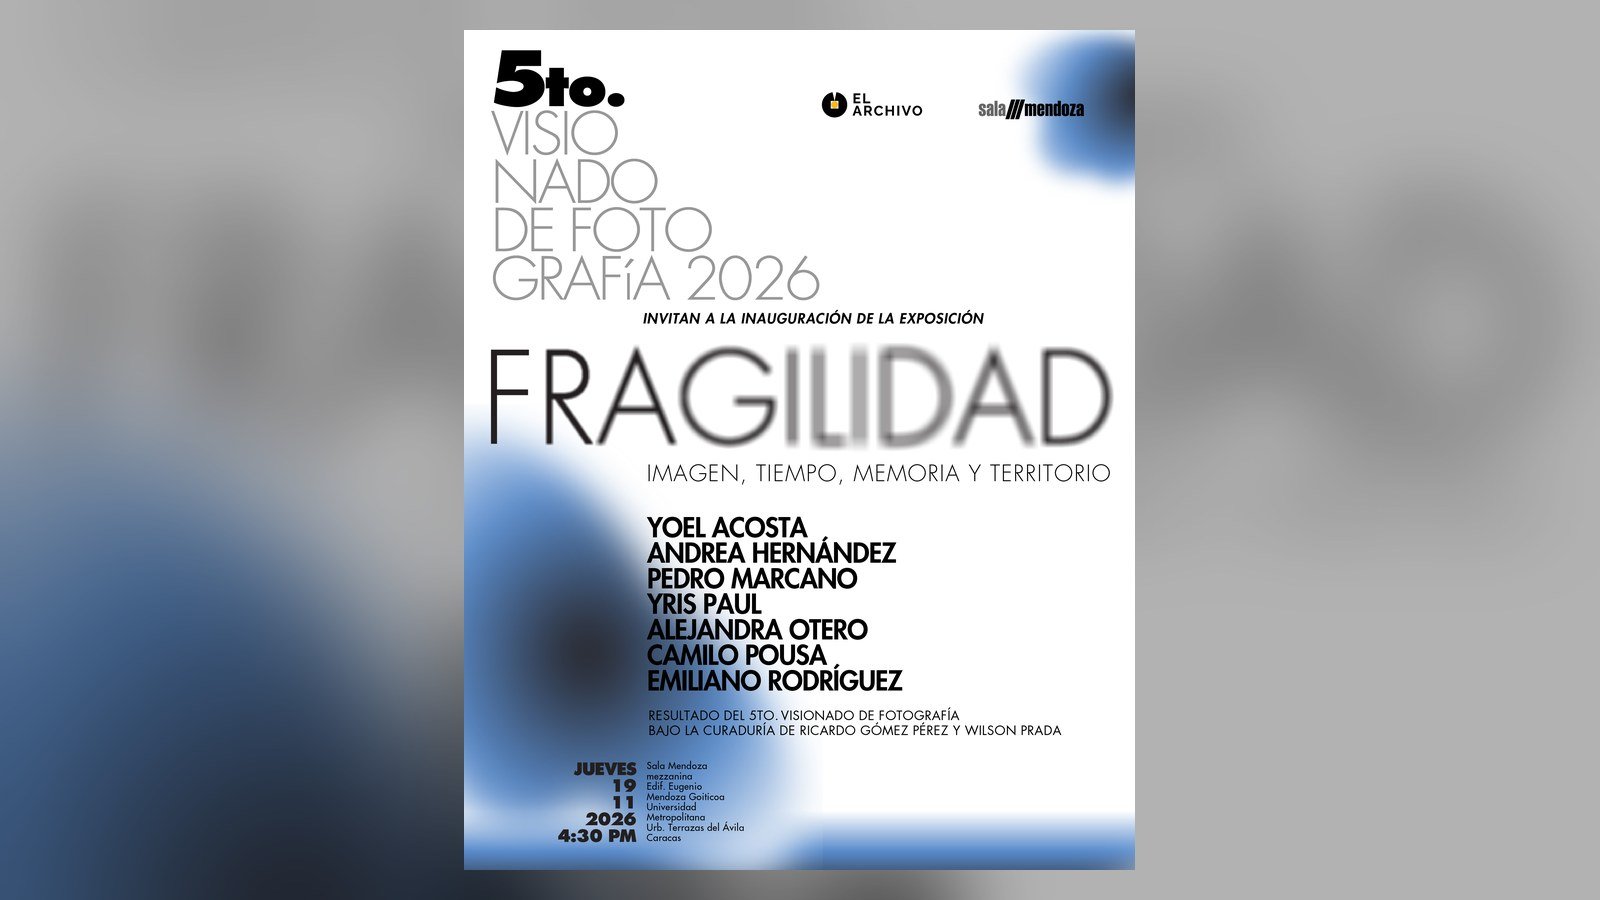 5to.
VISIO
NADO
DE FOTO
GRAFíA 2026
EL
ARCHIVO
sala///mendoza
INVITAN A LA INAUGURACIÓN DE LA EXPOSICIÓN
FRAGILIDAD
IMAGEN, TIEMPO, MEMORIA Y TERRITORIO
YOEL ACOSTA
ANDREA HERNÁNDEZ
PEDRO MARCANO
YRIS PAUL
ALEJANDRA OTERO
CAMILO POUSA
EMILIANO RODRÍGUEZ
RESULTADO DEL 5TO. VISIONADO DE FOTOGRAFÍA
BAJO LA CURADURÍA DE RICARDO GÓMEZ PÉREZ Y WILSON PRADA
JUEVES
19
11
2026
4:30 PM
Sala Mendoza
mezzanina
Edif. Eugenio
Mendoza Goiticoa
Universidad
Metropolitana
Urb. Terrazas del Ávila
Caracas